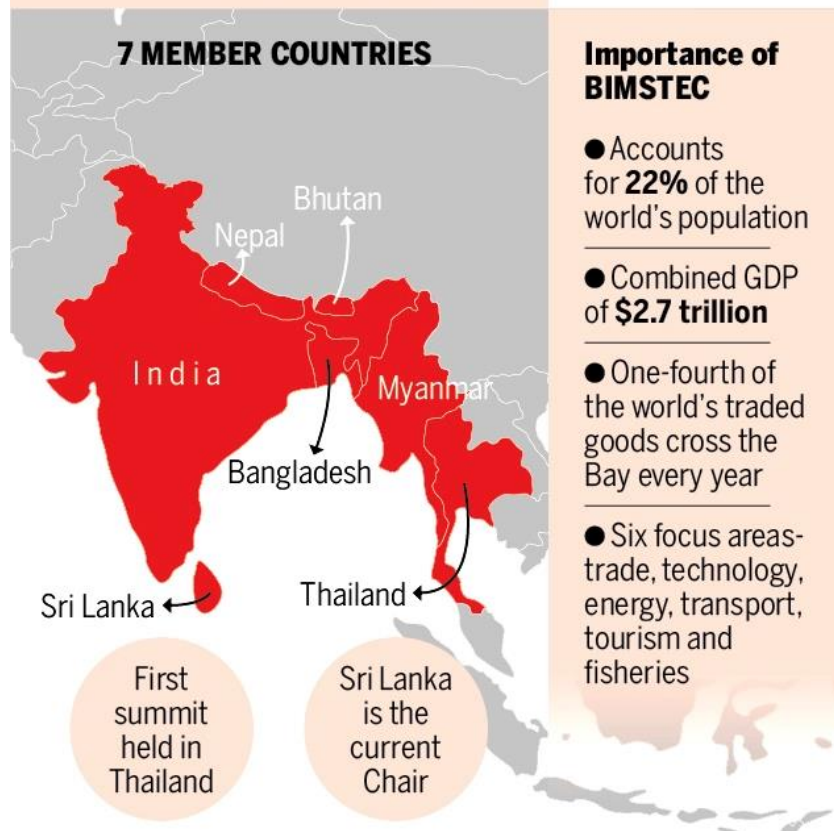 7 MEMBER COUNTRIES
Bhutan
Nepal
India
Myanmar
Bangladesh
Sri Lanka
Thailand
First
summit
held in
Thailand
Sri Lanka
is the
current
Chair
Importance of
BIMSTEC
● Accounts
for 22% of the
world's population
● Combined GDP
of $2.7 trillion
● One-fourth of
the world's traded
goods cross the
Bay every year
● Six focus areas-
trade, technology,
energy, transport,
tourism and
fisheries